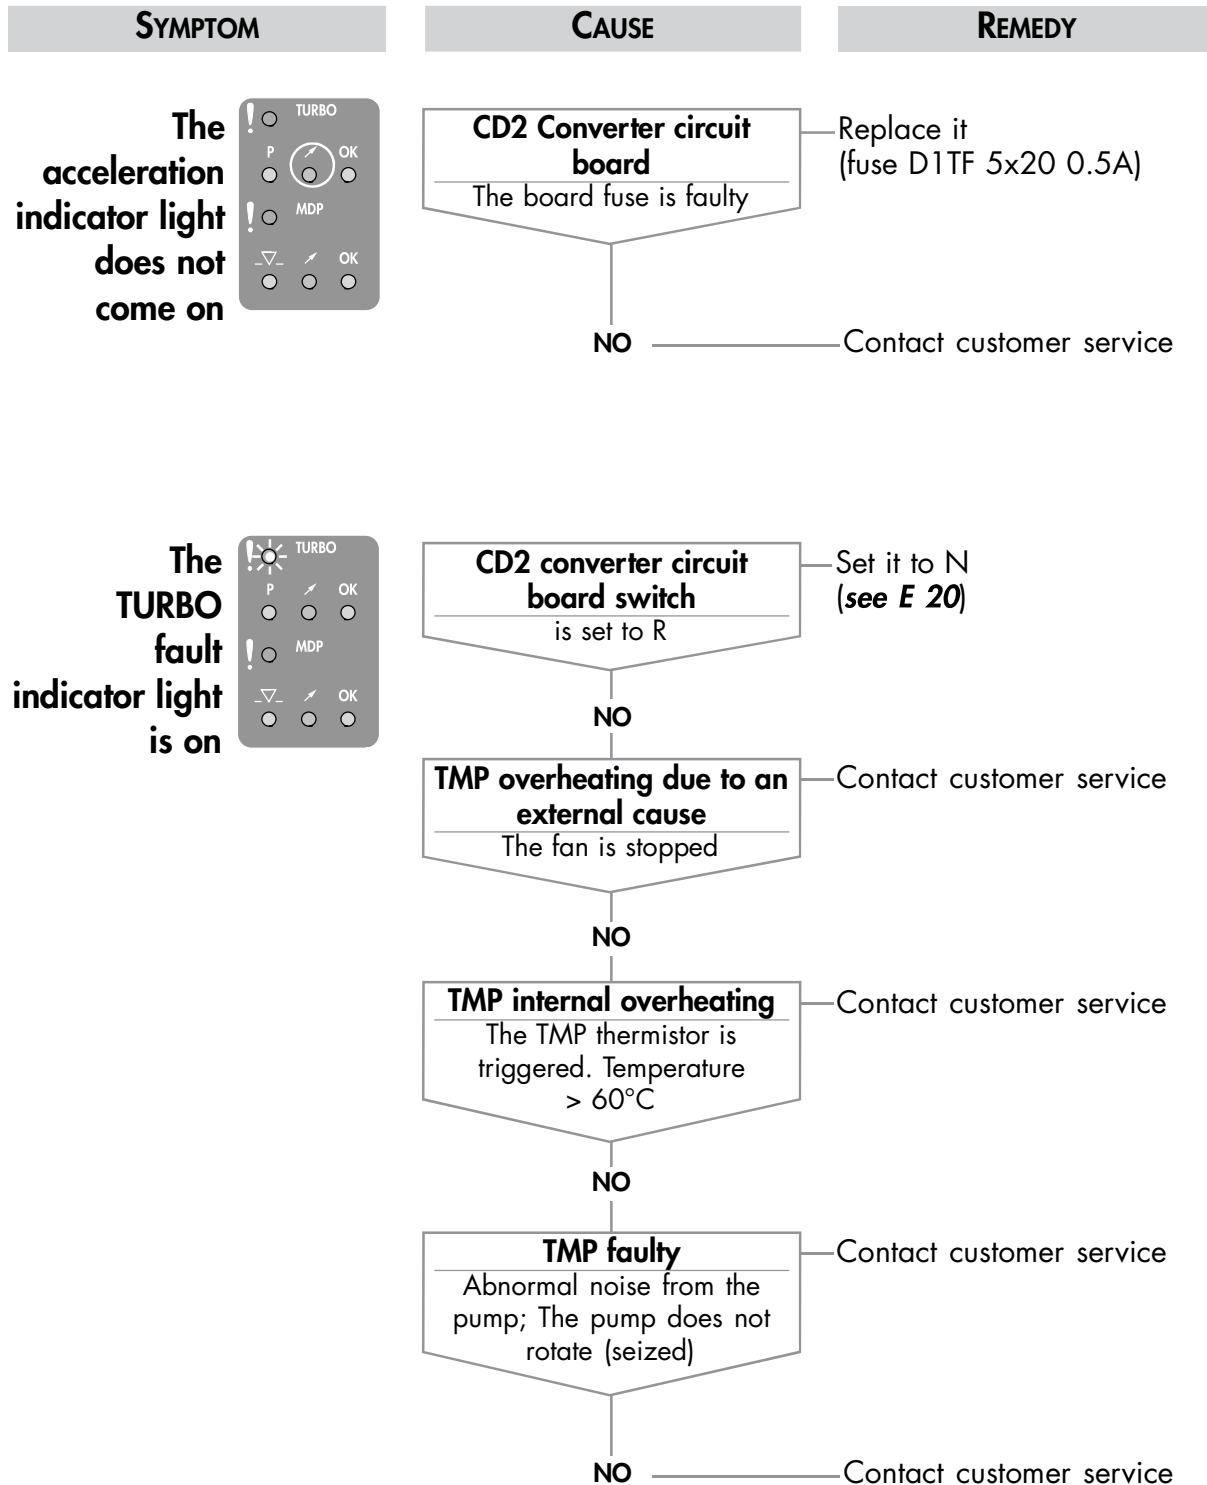 SYMPTOM
CAUSE
REMEDY
The
acceleration
indicator light
does not
come on
! TURBO
P OK
! MDP
OK
CD2 Converter circuit
board
The board fuse is faulty
Replace it
(fuse D1TF 5x20 0.5A)
NO
Contact customer service
The
TURBO
fault
indicator light
is on
! TURBO
P OK
! MDP
OK
CD2 converter circuit
board switch
is set to R
Set it to N
(see E 20)
NO
TMP overheating due to an
external cause
The fan is stopped
Contact customer service
NO
TMP internal overheating
The TMP thermistor is
triggered. Temperature
> 60°C
Contact customer service
NO
TMP faulty
Abnormal noise from the
pump; The pump does not
rotate (seized)
Contact customer service
NO
Contact customer service